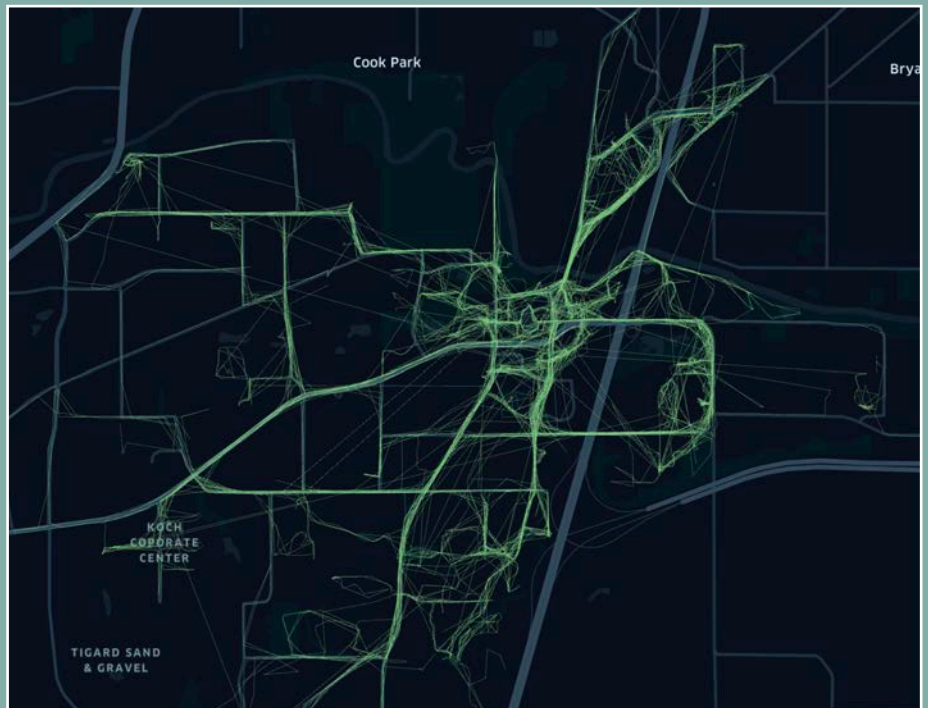 Cook Park
Brya
KOCH
COPORATE
CENTER
TIGARD SAND
& GRAVEL